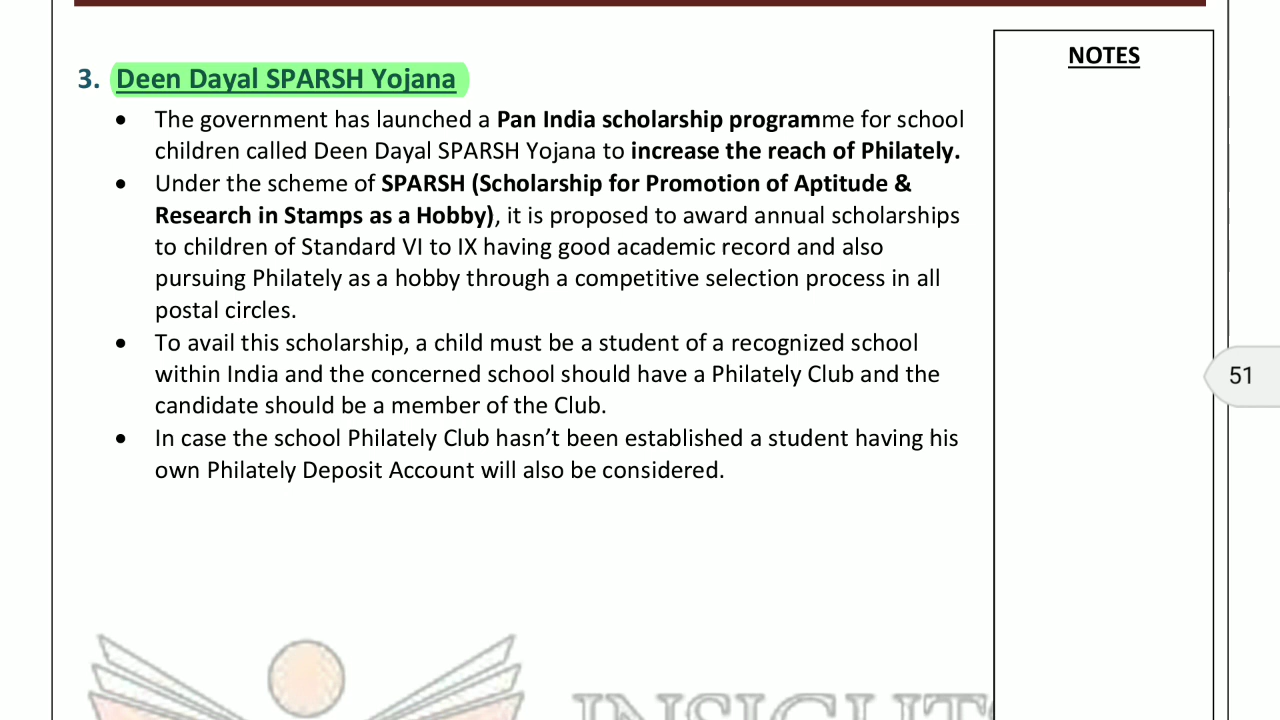 NOTES
3. Deen Dayal SPARSH Yojana
• The government has launched a Pan India scholarship programme for school
children called Deen Dayal SPARSH Yojana to increase the reach of Philately.
• Under the scheme of SPARSH (Scholarship for Promotion of Aptitude &
Research in Stamps as a Hobby), it is proposed to award annual scholarships
to children of Standard VI to IX having good academic record and also
pursuing Philately as a hobby through a competitive selection process in all
postal circles.
• To avail this scholarship, a child must be a student of a recognized school
within India and the concerned school should have a Philately Club and the
candidate should be a member of the Club.
• In case the school Philately Club hasn’t been established a student having his
own Philately Deposit Account will also be considered.
51
INSIGHTS